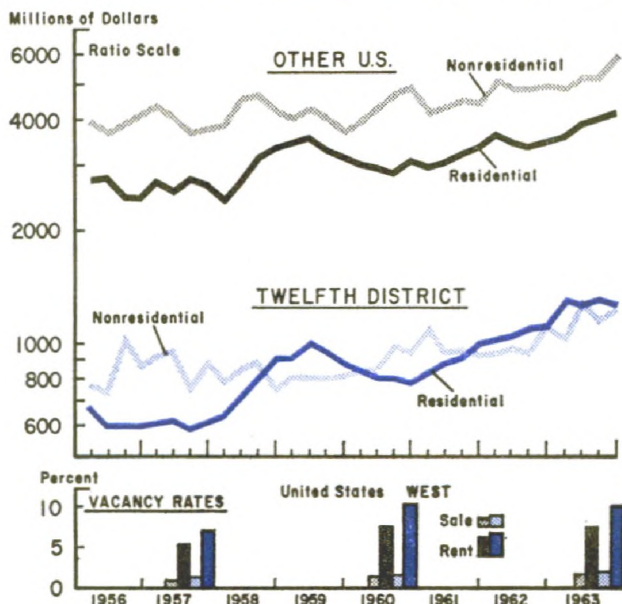 Millions of Dollars
6000
Ratio Scale
OTHER U.S.
Nonresidential
4000
Residential
2000
TWELFTH DISTRICT
Nonresidential
1000
800
Residential
600
Percent
10
VACANCY RATES
United States WEST
Sale
5
Rent
0
1956 1957 1958 1959 1960 1961 1962 1963